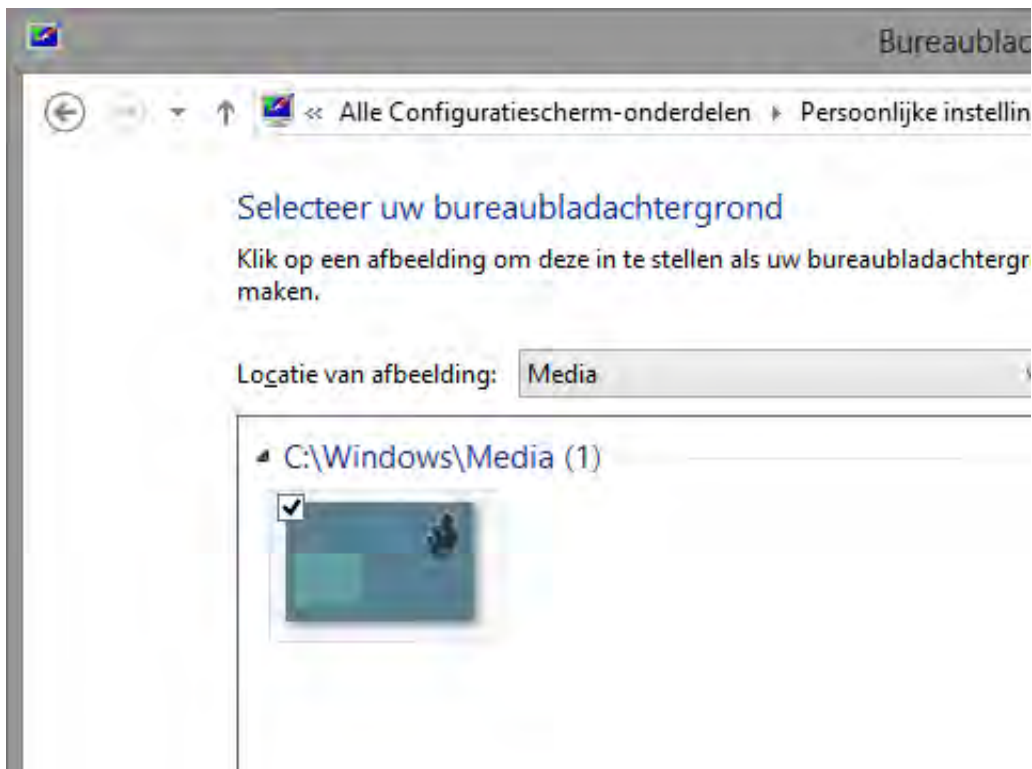 Bureaublad
« Alle Configuratiescherm-onderdelen Persoonlijke instellin
Selecteer uw bureaubladachtergrond
Klik op een afbeelding om deze in te stellen als uw bureaubladachtergr
maken.
Locatie van afbeelding: Media
C:\Windows\Media (1)